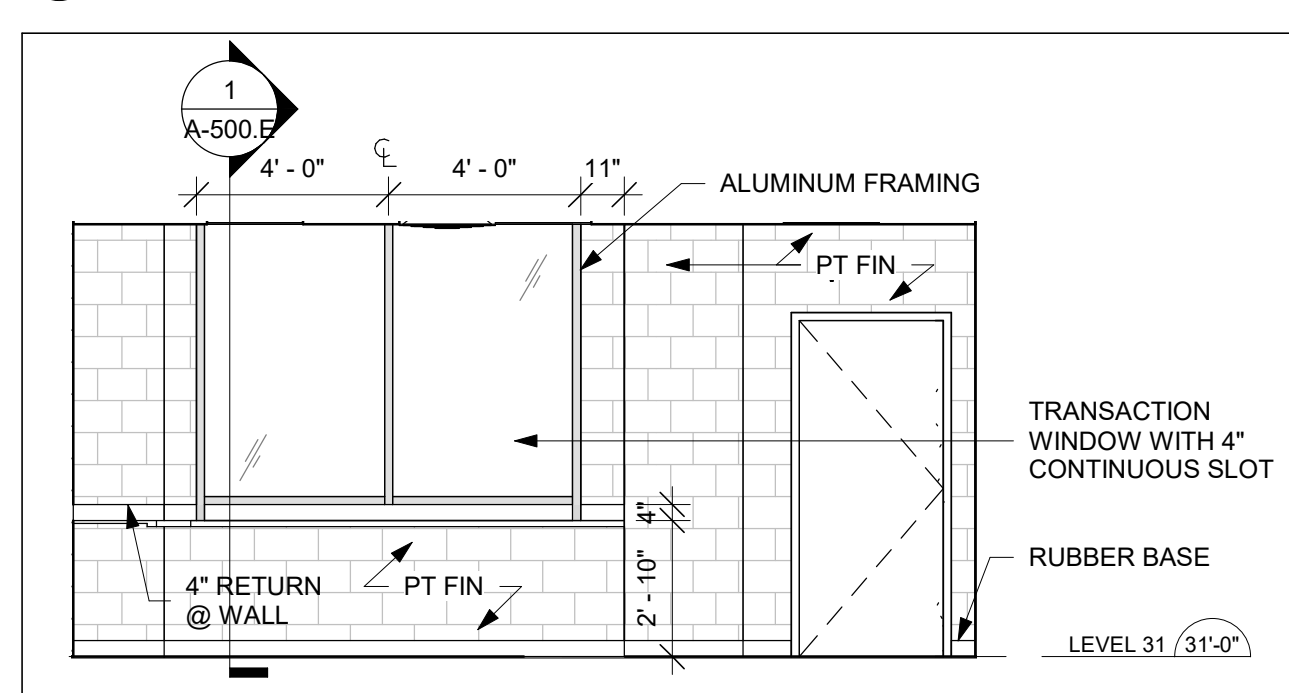 1
A-500.E
4' - 0"
℄
4' - 0"
11"
ALUMINUM FRAMING
PT FIN
TRANSACTION
WINDOW WITH 4"
CONTINUOUS SLOT
4"
2' - 10"
4" RETURN
@ WALL
PT FIN
RUBBER BASE
LEVEL 31
31'-0"